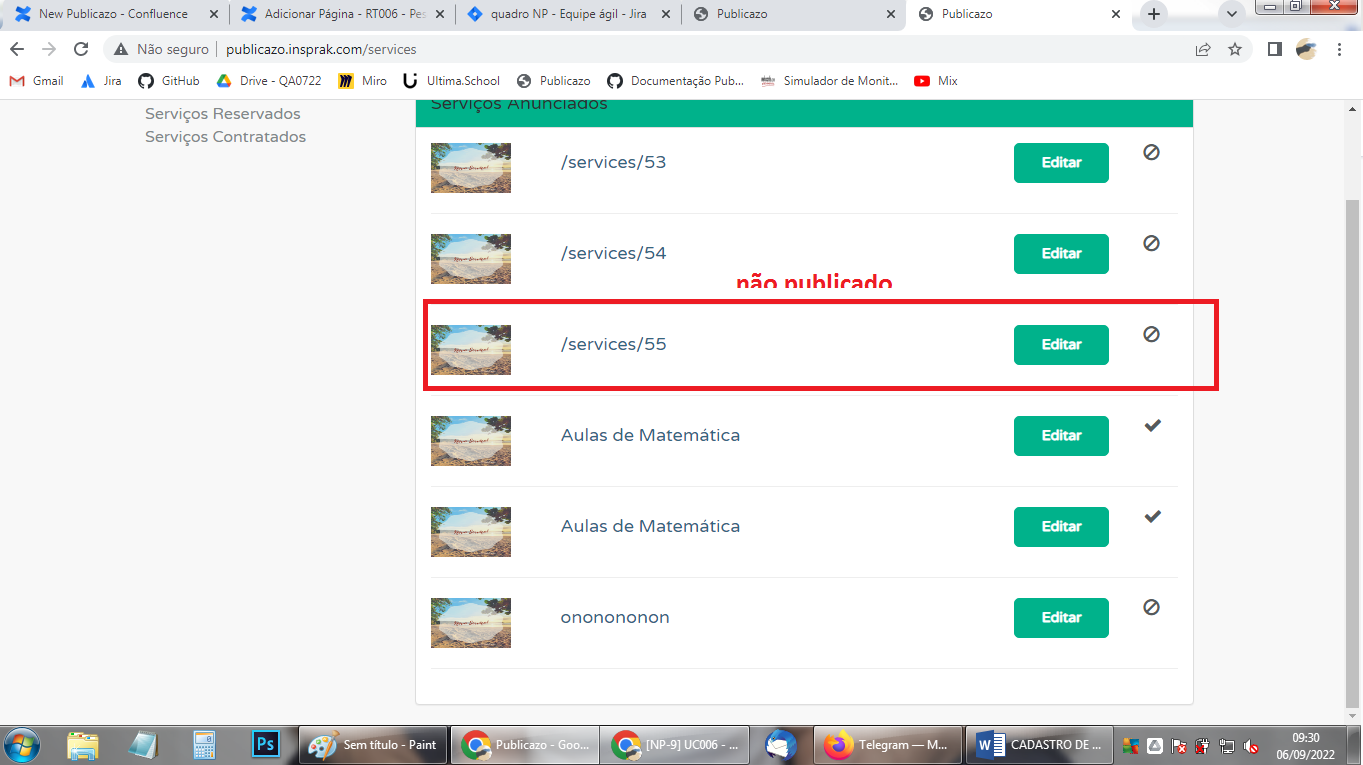 New Publicazo - Confluence
Adicionar Página - RT006 - Pes
quadro NP - Equipe ágil - Jira
Publicazo
Publicazo
Não seguro
publicazo.insprak.com/services
Gmail
Jira
GitHub
Drive - QA0722
Miro
Ultima.School
Publicazo
Documentação Pub...
Simulador de Monit...
Mix
Serviços Reservados
Serviços Contratados
Serviços Anunciados
/services/53
Editar
/services/54
Editar
não publicado
/services/55
Editar
Aulas de Matemática
Editar
Aulas de Matemática
Editar
ononononon
Editar
Ps
Sem título - Paint
Publicazo - Goo...
[NP-9] UC006 - ...
Telegram — M...
CADASTRO DE ...
09:30
06/09/2022